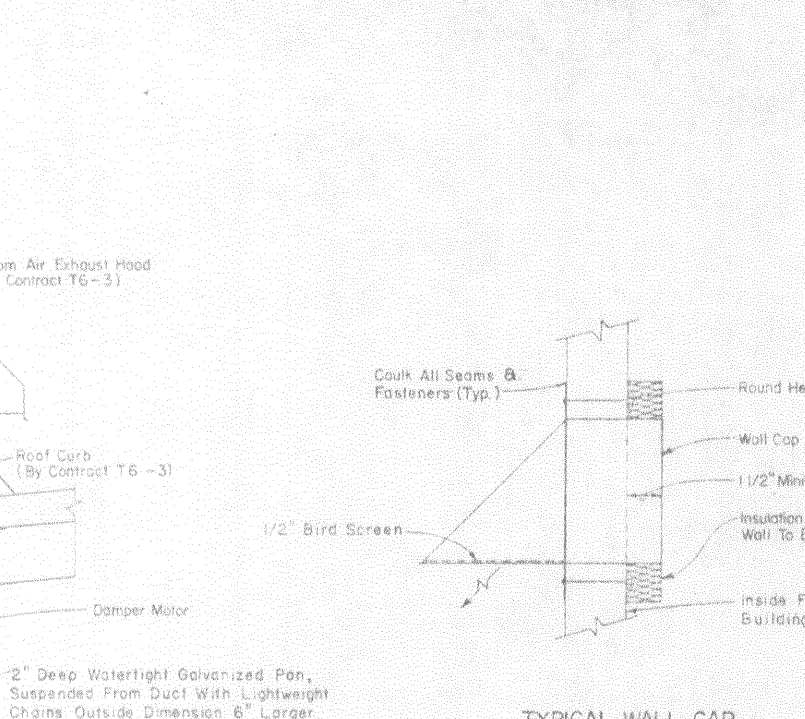 om Air Exhaust Hood
Contract T6-3)
Roof Curb
(By Contract T6-3)
Damper Motor
2" Deep Watertight Galvanized Pan,
Suspended From Duct With Lightweight
Chains Outside Dimension 6" Larger
Caulk All Seams &
Fasteners (Typ.)
1/2" Bird Screen
Round He
Wall Cap
1 1/2" Mini
Insulation
Wall To
Inside F
Building
TYPICAL WALL CAP